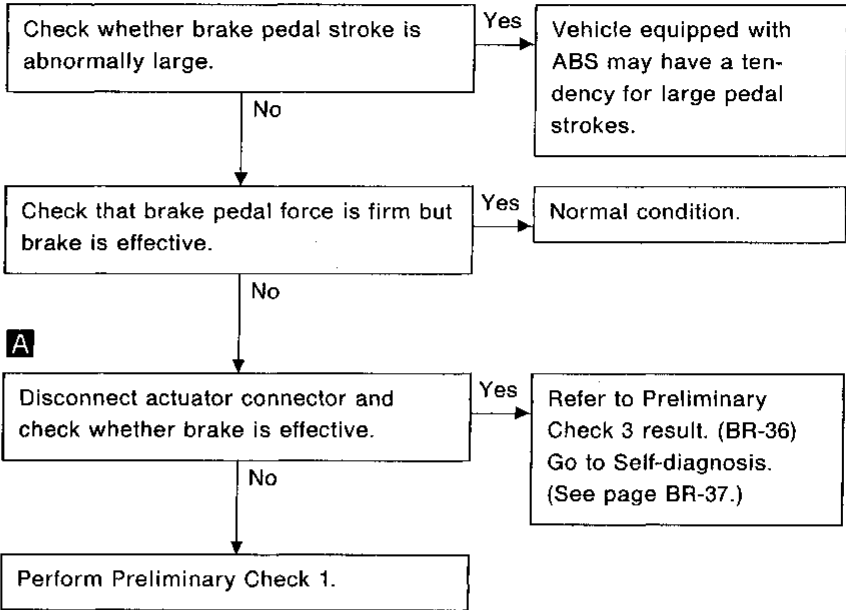 Check whether brake pedal stroke is
abnormally large.
Yes
Vehicle equipped with
ABS may have a ten-
dency for large pedal
strokes.
No
Check that brake pedal force is firm but
brake is effective.
Yes
Normal condition.
No
A
Disconnect actuator connector and
check whether brake is effective.
Yes
Refer to Preliminary
Check 3 result. (BR-36)
Go to Self-diagnosis.
(See page BR-37.)
No
Perform Preliminary Check 1.